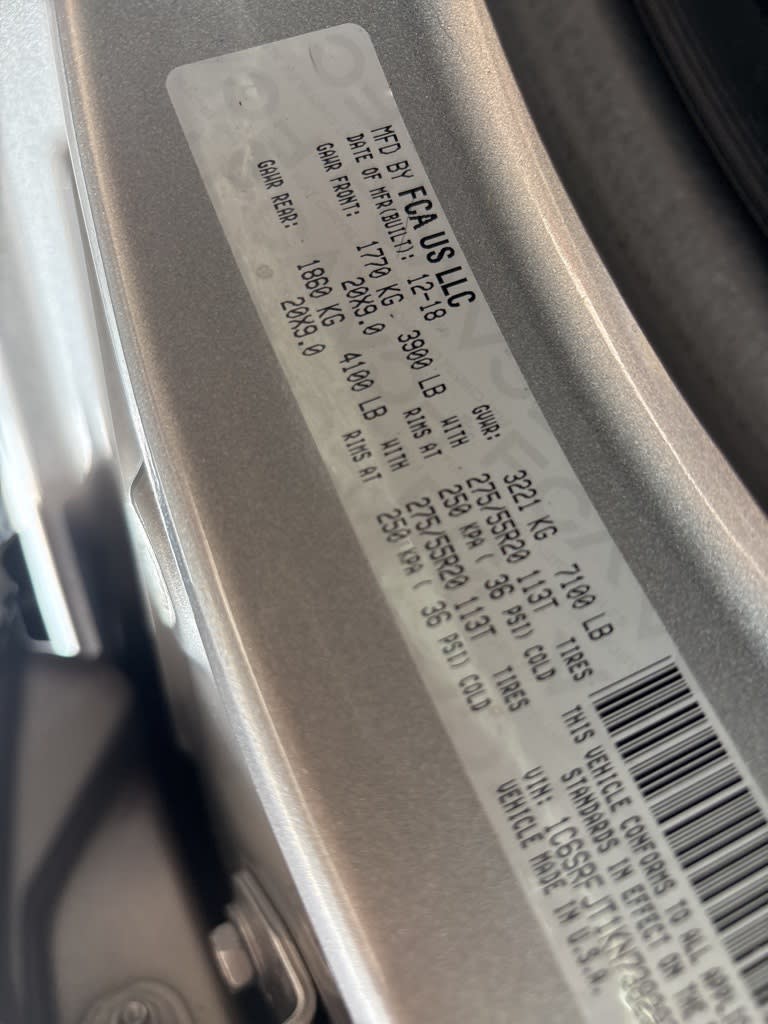 MFD BY FCA US LLC
DATE OF MFR(BUILT): 12-18 GVWR: 3221 KG 7100 LB
GAWR FRONT: 1770 KG 3900 LB WITH 275/55R20 113T TIRES
20X9.0 RIMS AT 250 KPA ( 36 PSI) COLD
GAWR REAR: 1860 KG 4100 LB WITH 275/55R20 113T TIRES
20X9.0 RIMS AT 250 KPA ( 36 PSI) COLD
THIS VEHICLE CONFORMS TO ALL
STANDARDS IN EFFECT ON THE
VIN:
VEHICLE MADE IN U.S.A.